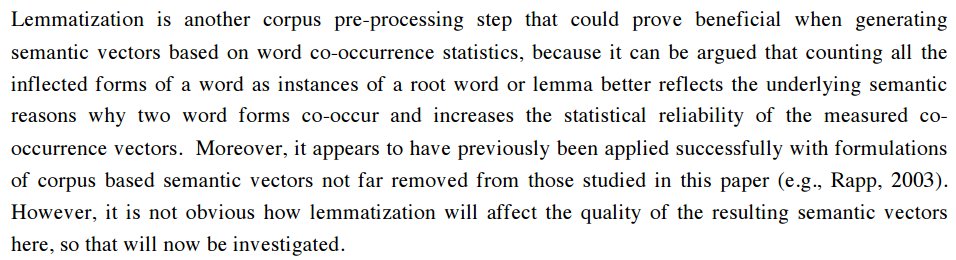 Lemmatization is another corpus pre-processing step that could prove beneficial when generating
semantic vectors based on word co-occurrence statistics, because it can be argued that counting all the
inflected forms of a word as instances of a root word or lemma better reflects the underlying semantic
reasons why two word forms co-occur and increases the statistical reliability of the measured co-
occurrence vectors.  Moreover, it appears to have previously been applied successfully with formulations
of corpus based semantic vectors not far removed from those studied in this paper (e.g., Rapp, 2003).
However, it is not obvious how lemmatization will affect the quality of the resulting semantic vectors
here, so that will now be investigated.